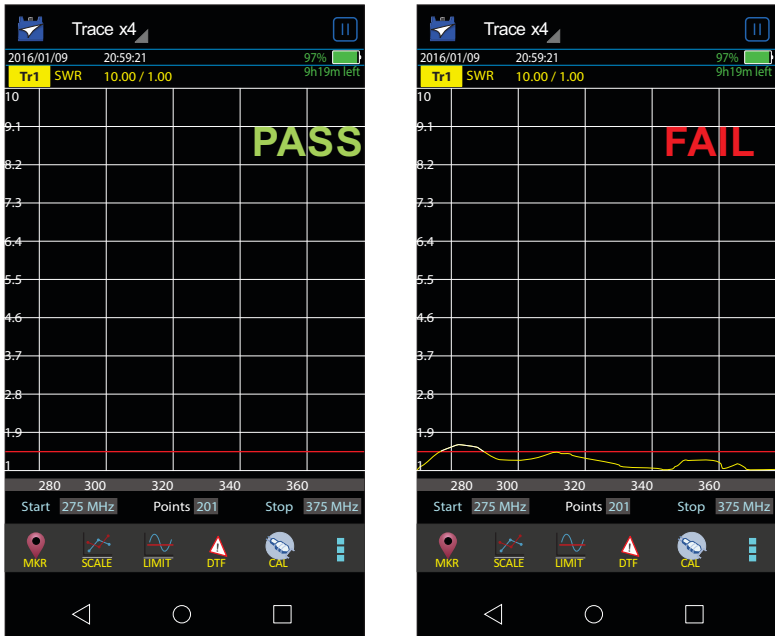 Trace x4
2016/01/09 20:59:21 97%
Tr1 SWR 10.00 / 1.00 9h19m left
10
9.1
PASS
8.2
7.3
6.4
5.5
4.6
3.7
2.8
1.9
1
280 300 320 340 360
Start 275 MHz Points 201 Stop 375 MHz
MKR SCALE LIMIT DTF CAL
Trace x4
2016/01/09 20:59:21 97%
Tr1 SWR 10.00 / 1.00 9h19m left
10
9.1
FAIL
8.2
7.3
6.4
5.5
4.6
3.7
2.8
1.9
1
280 300 320 340 360
Start 275 MHz Points 201 Stop 375 MHz
MKR SCALE LIMIT DTF CAL